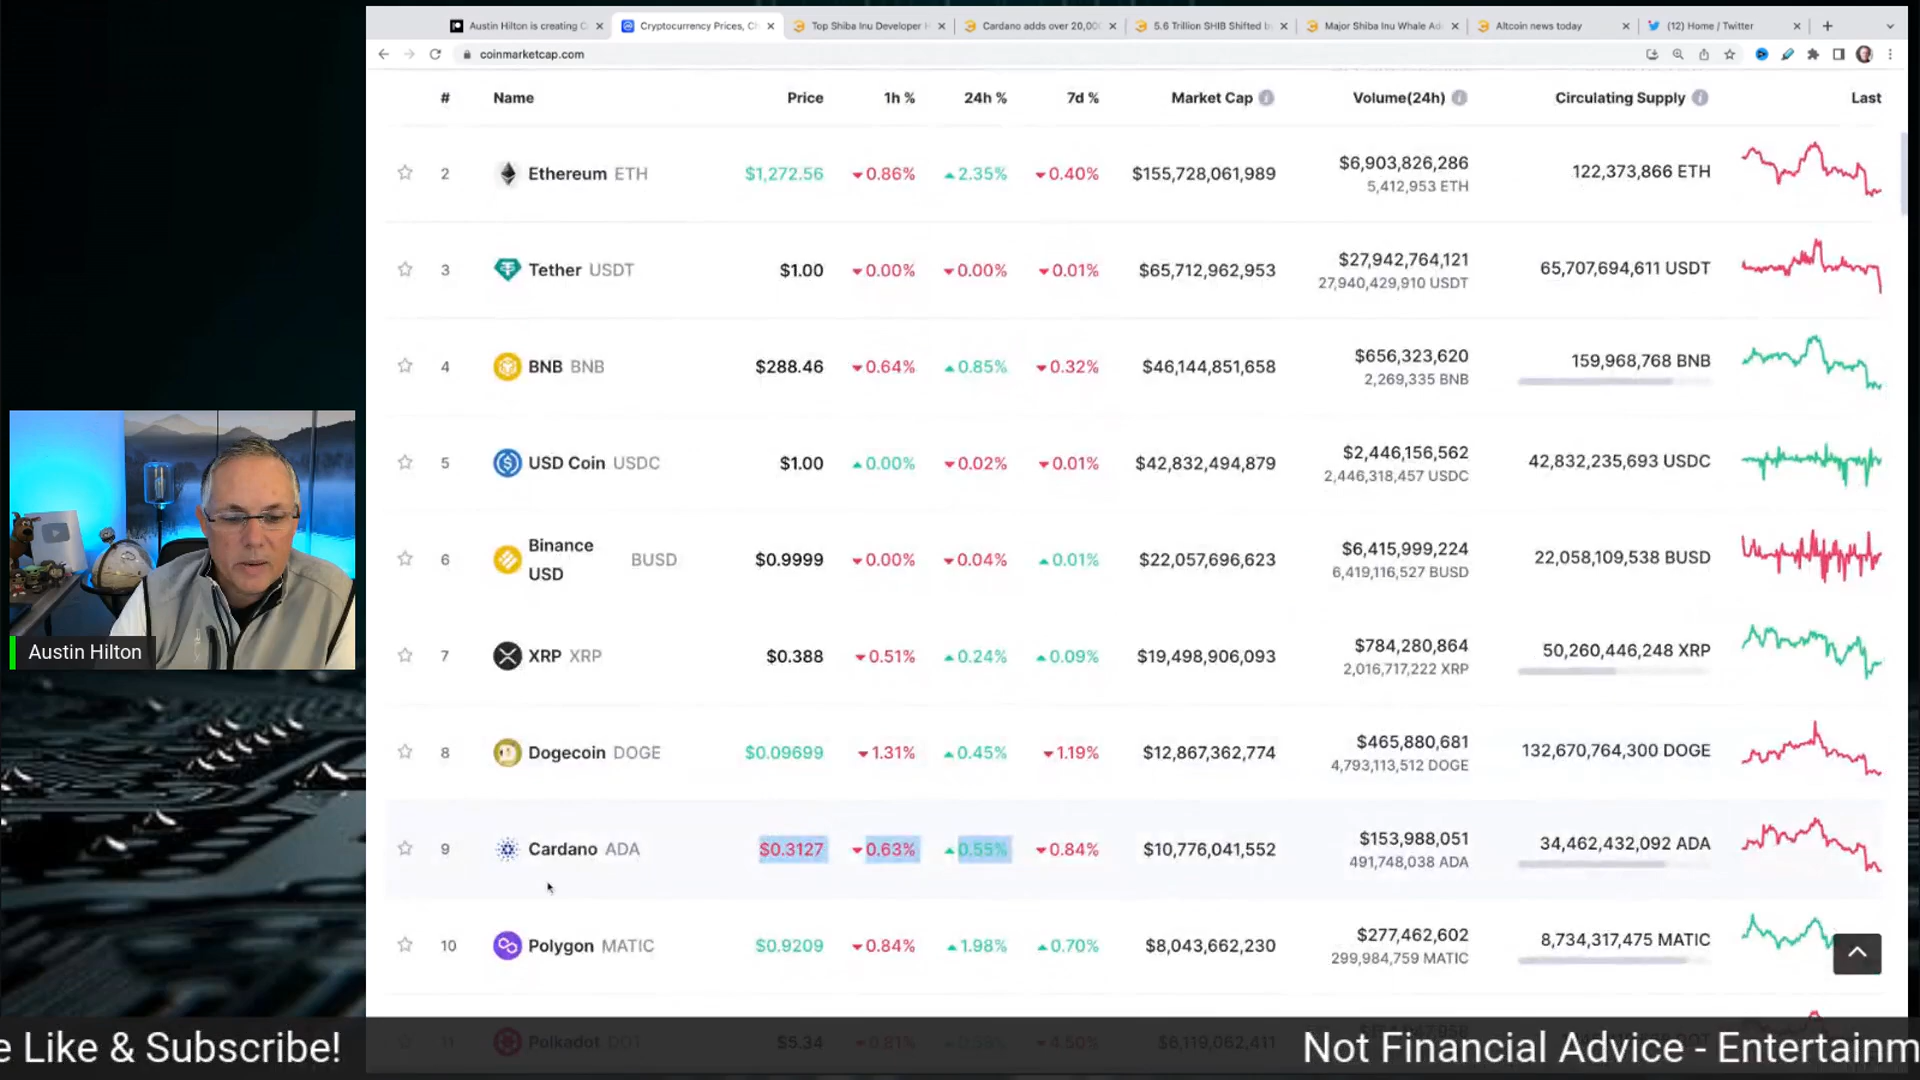 Austin Hilton is creating C
Cryptocurrency Prices, Ch
Top Shiba Inu Developer H
Cardano adds over 20,000
5.6 Trillion SHIB Shifted
Major Shiba Inu Whale Ad
Altcoin news today
(12) Home / Twitter
coinmarketcap.com
# Name Price 1h % 24h % 7d % Market Cap Volume(24h) Circulating Supply Last
2 Ethereum ETH $1,272.56 0.86% 2.35% 0.40% $155,728,061,989 $6,903,826,286 122,373,866 ETH
5,412,953 ETH
3 Tether USDT $1.00 0.00% 0.00% 0.01% $65,712,962,953 $27,942,764,121 65,707,694,611 USDT
27,940,429,910 USDT
4 BNB BNB $288.46 0.64% 0.85% 0.32% $46,144,851,658 $656,323,620 159,968,768 BNB
2,269,335 BNB
5 USD Coin USDC $1.00 0.00% 0.02% 0.01% $42,832,494,879 $2,446,156,562 42,832,235,693 USDC
2,446,318,457 USDC
6 Binance USD BUSD $0.9999 0.00% 0.04% 0.01% $22,057,696,623 $6,415,999,224 22,058,109,538 BUSD
6,419,116,527 BUSD
7 XRP XRP $0.388 0.51% 0.24% 0.09% $19,498,906,093 $784,280,864 50,260,446,248 XRP
2,016,717,222 XRP
8 Dogecoin DOGE $0.09699 1.31% 0.45% 1.19% $12,867,362,774 $465,880,681 132,670,764,300 DOGE
4,793,113,512 DOGE
9 Cardano ADA $0.3127 0.63% 0.55% 0.84% $10,776,041,552 $153,988,051 34,462,432,092 ADA
491,748,038 ADA
10 Polygon MATIC $0.9209 0.84% 1.98% 0.70% $8,043,662,230 $277,462,602 8,734,317,475 MATIC
299,984,759 MATIC
11 Polkadot DOT $5.34 0.81% 4.50% $6,119,062,411
Austin Hilton
e Like & Subscribe!
Not Financial Advice - Entertainm